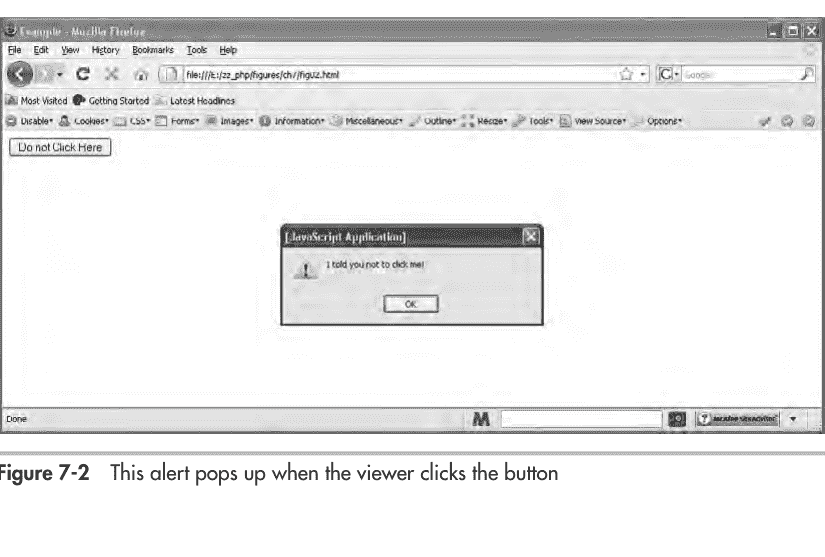 Example - Mozilla Firefox
File Edit View History Bookmarks Tools Help
file:///E:/zz_php/figures/ch7/figu2.html Google
Most Visited Getting Started Latest Headlines
Disable Cookies CSS Forms Images Information Miscellaneous Outline Resize Tools View Source Options
Do not Click Here
[JavaScript Application]
I told you not to click me!
OK
Done
Figure 7-2 This alert pops up when the viewer clicks the button